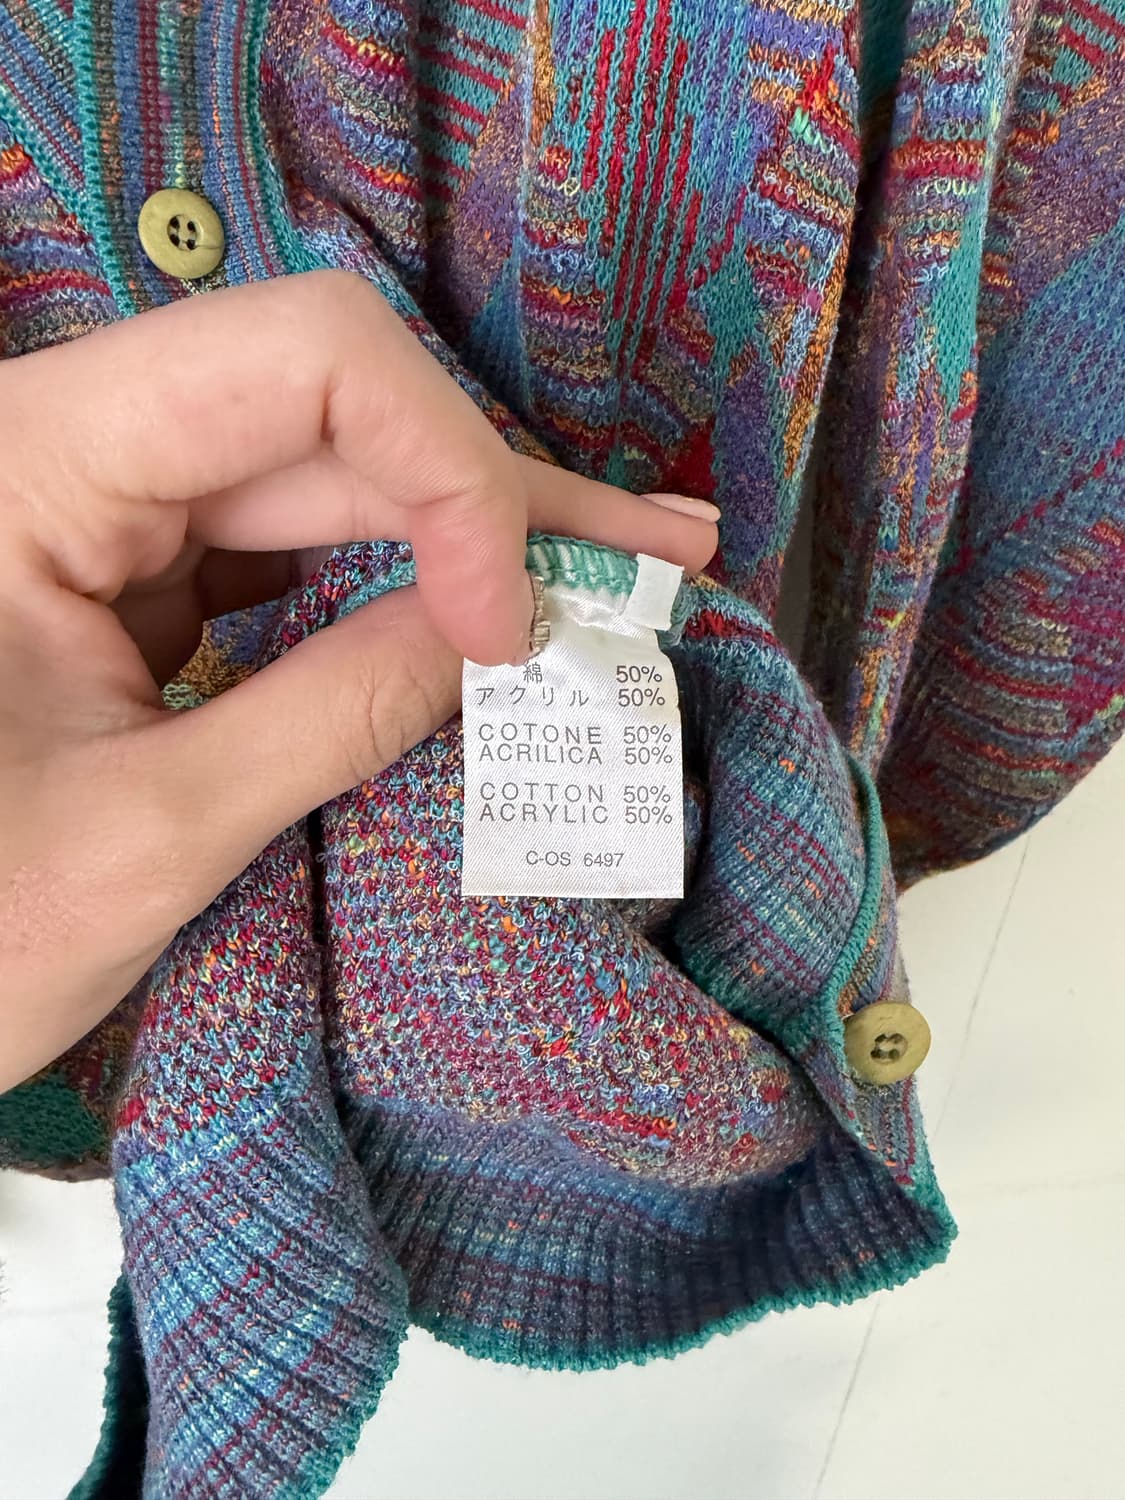 綿 50%
アクリル 50%
COTONE 50%
ACRILICA 50%
COTTON 50%
ACRYLIC 50%
C-OS 6497